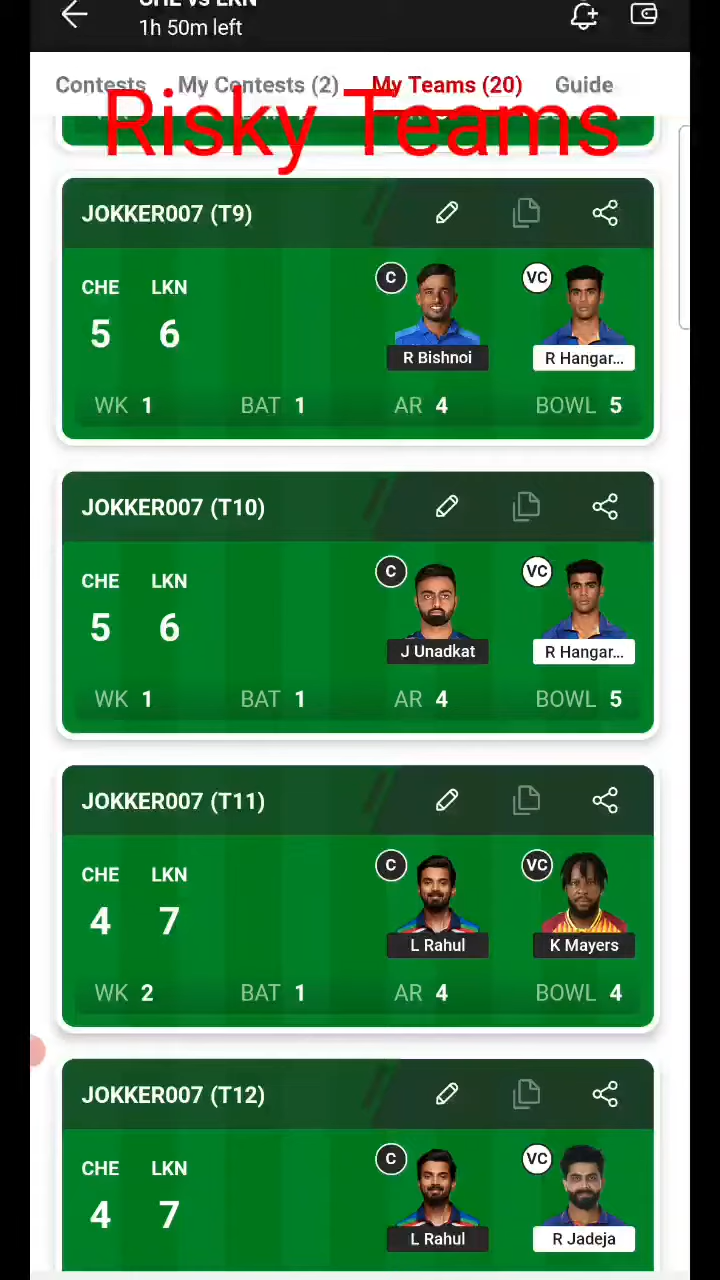 CHE vs LKN
1h 50m left
Contests My Contests (2) My Teams (20) Guide
Risky Teams
JOKKER007 (T9)
CHE LKN
C VC
5 6
R Bishnoi R Hangar...
WK 1 BAT 1 AR 4 BOWL 5
JOKKER007 (T10)
CHE LKN
C VC
5 6
J Unadkat R Hangar...
WK 1 BAT 1 AR 4 BOWL 5
JOKKER007 (T11)
CHE LKN
C VC
4 7
L Rahul K Mayers
WK 2 BAT 1 AR 4 BOWL 4
JOKKER007 (T12)
CHE LKN
C VC
4 7
L Rahul R Jadeja